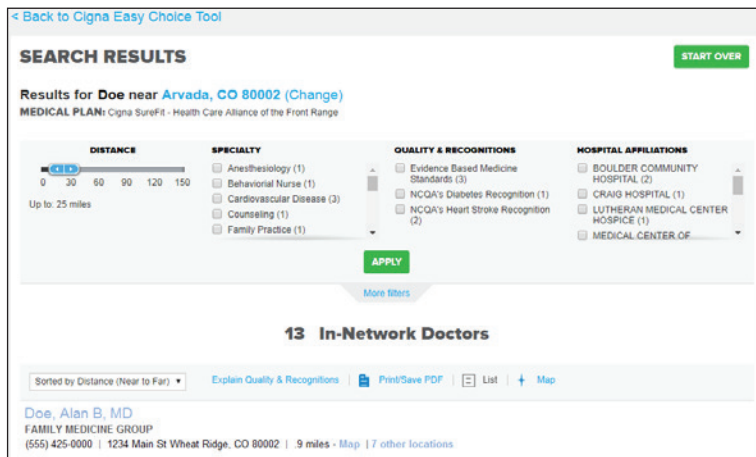 < Back to Cigna Easy Choice Tool
SEARCH RESULTS
START OVER
Results for Doe near Arvada, CO 80002 (Change)
MEDICAL PLAN: Cigna SureFit - Health Care Alliance of the Front Range
DISTANCE
0 30 60 90 120 150
Up to: 25 miles
SPECIALTY
Anesthesiology (1)
Behaviorial Nurse (1)
Cardiovascular Disease (3)
Counseling (1)
Family Practice (1)
QUALITY & RECOGNITIONS
Evidence Based Medicine
Standards (3)
NCQA's Diabetes Recognition (1)
NCQA's Heart Stroke Recognition
(2)
HOSPITAL AFFILIATIONS
BOULDER COMMUNITY
HOSPITAL (2)
CRAIG HOSPITAL (1)
LUTHERAN MEDICAL CENTER
HOSPICE (1)
MEDICAL CENTER OF
APPLY
More filters
13 In-Network Doctors
Sorted by Distance (Near to Far)
Explain Quality & Recognitions | Print/Save PDF | List | Map
Doe, Alan B, MD
FAMILY MEDICINE GROUP
(555) 425-0000 | 1234 Main St Wheat Ridge, CO 80002 | .9 miles - Map | 7 other locations